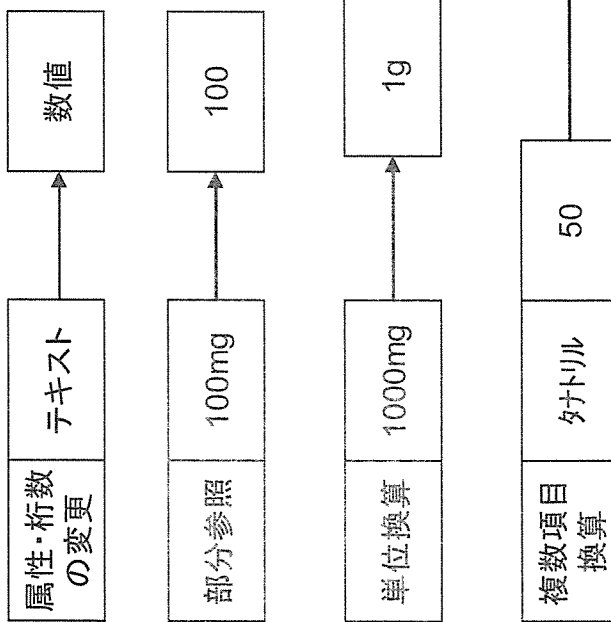 属性・桁数
の変更
テキスト
数値
部分参照
100mg
100
単位換算
1000mg
1g
複数項目
換算
タナトリル
50